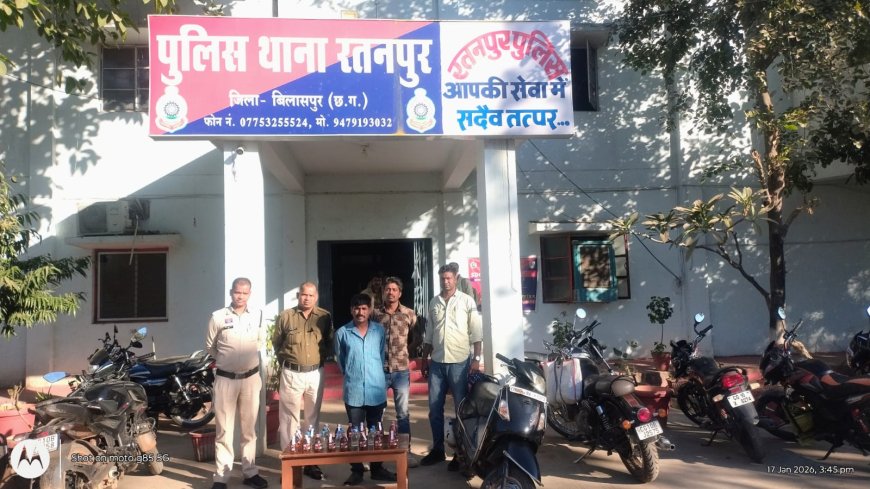 पुलिस थाना रतनपुर
जिला- बिलासपुर (छ.ग.)
फोन नं. 07753255524, मो. 9479193032
रतनपुर पुलिस
आपकी सेवा में
सदैव तत्पर...
Shot on moto g85 5G
17 Jan 2026, 3:45 pm